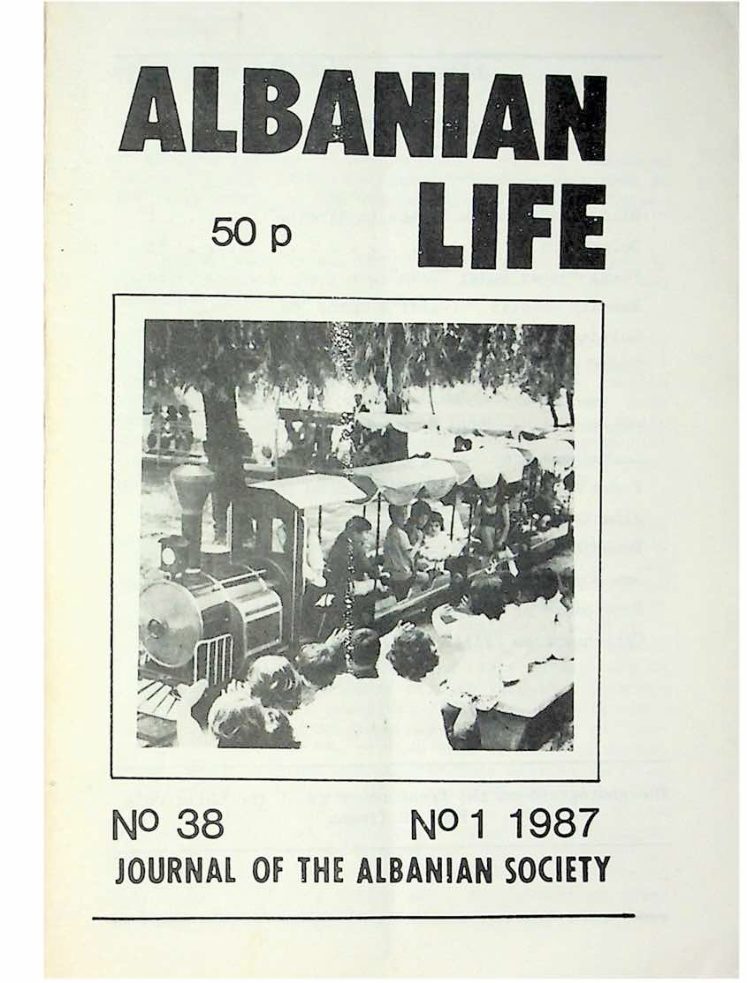 ALBANIAN
LIFE
50 p
Nº 38 Nº 1 1987
JOURNAL OF THE ALBANIAN SOCIETY